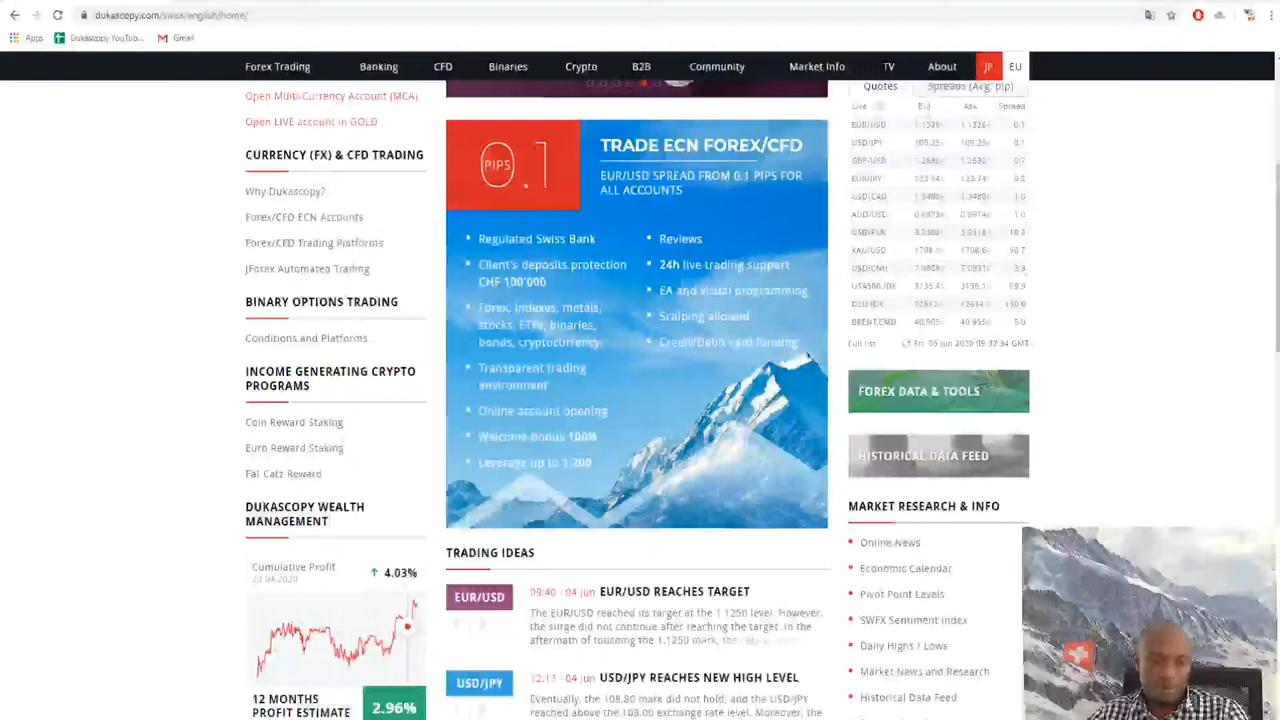 dukascopy.com/swiss/english/home/
Apps
Dukascopy YouTub...
Gmail
Forex Trading
Banking
CFD
Binaries
Crypto
B2B
Community
Market Info
TV
About
JP
EU
Open Multi-Currency Account (MCA)
Open LIVE account in GOLD
CURRENCY (FX) & CFD TRADING
Why Dukascopy?
Forex/CFD ECN Accounts
Forex/CFD Trading Platforms
JForex Automated Trading
BINARY OPTIONS TRADING
Conditions and Platforms
INCOME GENERATING CRYPTO
PROGRAMS
Coin Reward Staking
Euro Reward Staking
Fat Catz Reward
DUKASCOPY WEALTH
MANAGEMENT
Cumulative Profit
23.04.2020
4.03%
12 MONTHS
PROFIT ESTIMATE
2.96%
PIPS
0.1
TRADE ECN FOREX/CFD
EUR/USD SPREAD FROM 0.1 PIPS FOR
ALL ACCOUNTS
Regulated Swiss Bank
Client's deposits protection
CHF 100'000
Forex, indexes, metals,
stocks, ETFs, binaries,
bonds, cryptocurrency
Transparent trading
environment
Online account opening
Welcome bonus 100%
Leverage up to 1:200
Reviews
24h live trading support
EA and visual programming
Scalping allowed
Credit/Debit card funding
TRADING IDEAS
EUR/USD
09:40 - 04 jun EUR/USD REACHES TARGET
The EUR/USD reached its target at the 1.1250 level. However,
the surge did not continue after reaching the target. In the
aftermath of touching the 1.1250 mark, the
USD/JPY
12:13 - 04 jun USD/JPY REACHES NEW HIGH LEVEL
Eventually, the 108.80 mark did not hold, and the USD/JPY
reached above the 109.00 exchange rate level. Moreover, the
Quotes
Spreads (Avg, pip)
Live
Bid
Ask
Spread
EUR/USD
0.1
USD/JPY
GBP/USD
EUR/JPY
USD/CAD
1.0
AUD/USD
1.0
XAU/USD
USD/CNH
BRENT.CMD
Full list
FOREX DATA & TOOLS
HISTORICAL DATA FEED
MARKET RESEARCH & INFO
Online News
Economic Calendar
Pivot Point Levels
SWFX Sentiment Index
Daily Highs / Lows
Market News and Research
Historical Data Feed